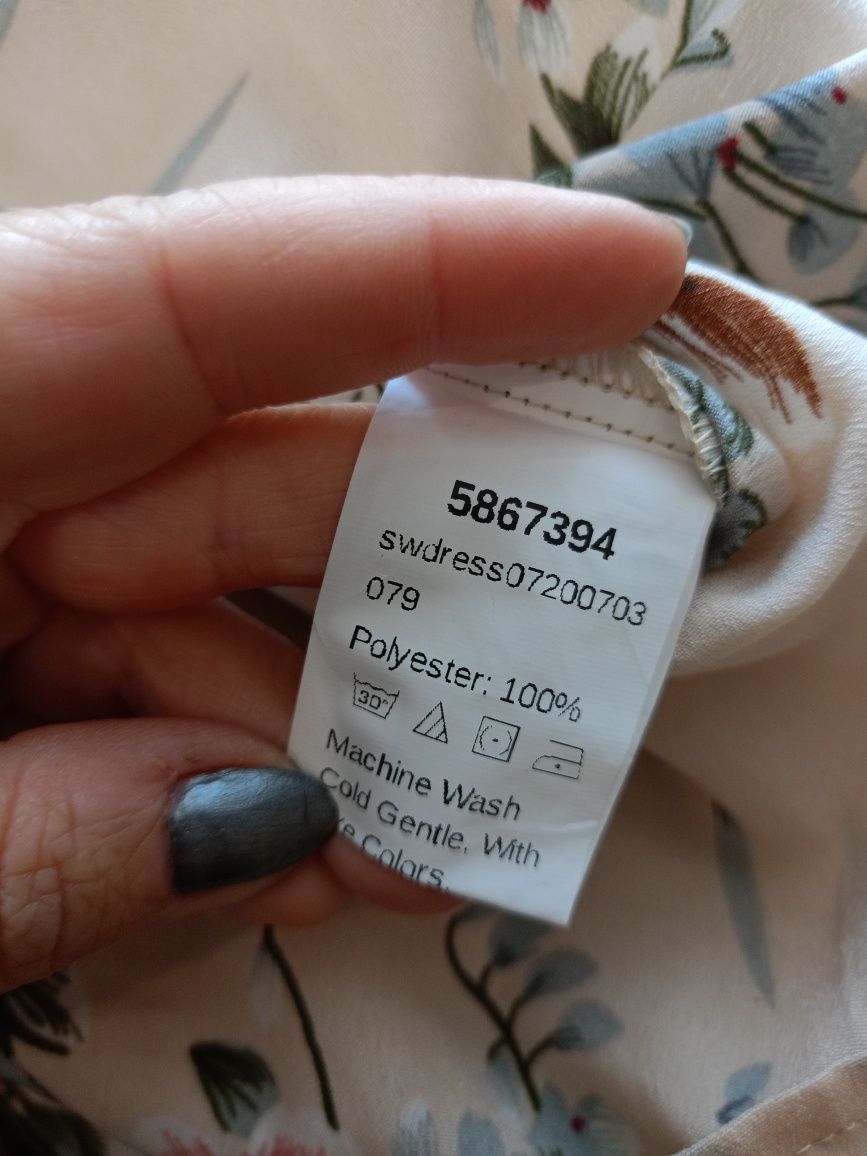 5867394
swdress07200703
079
Polyester: 100%
30°
Machine Wash
Cold Gentle, With
Colors.